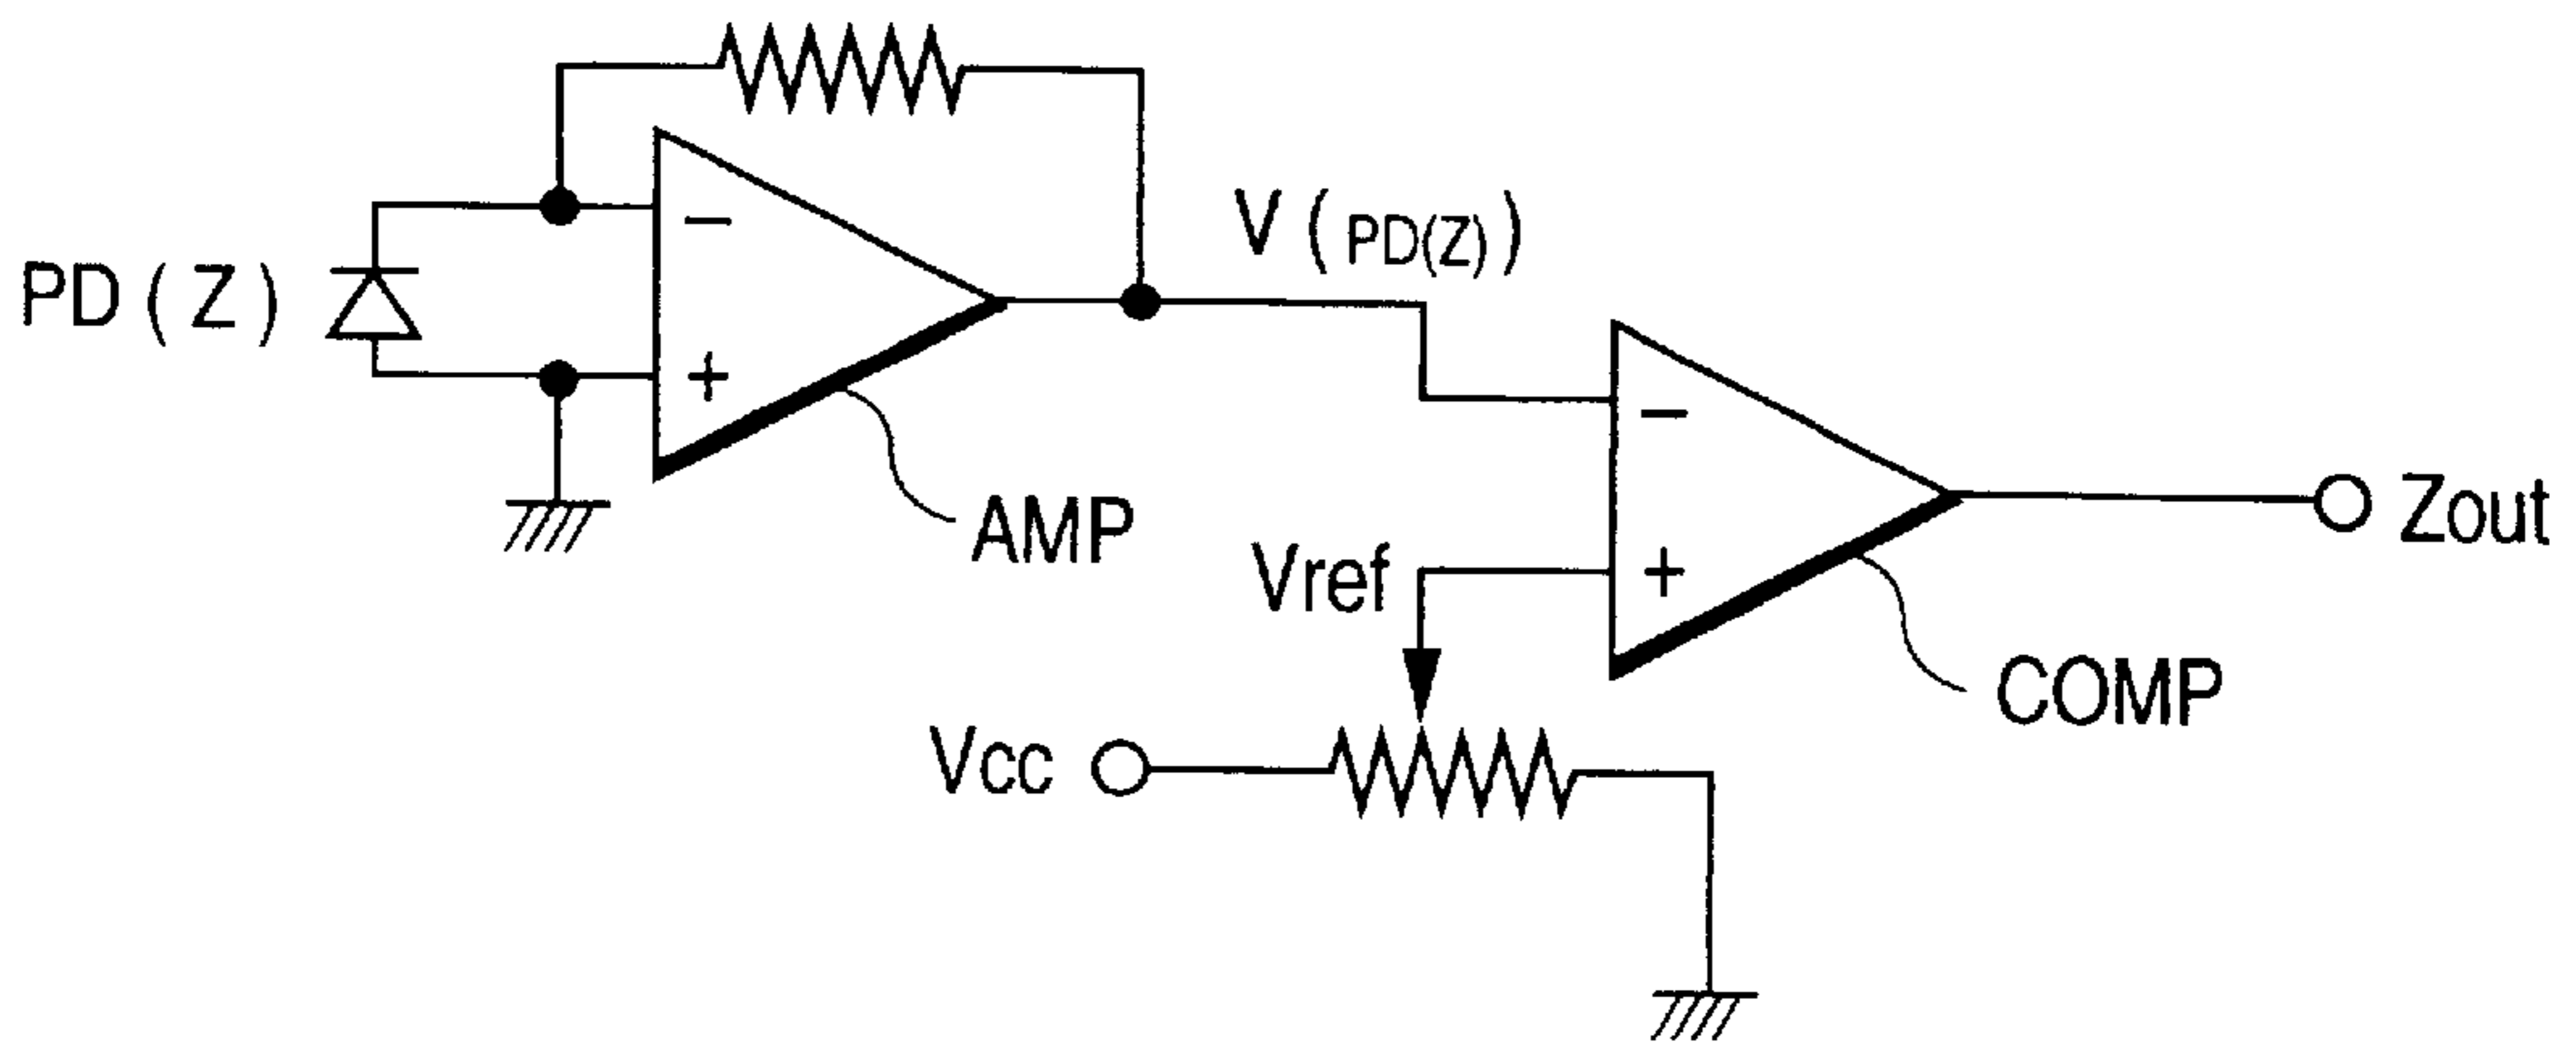 V (PD(Z))
PD (Z)
−
+
AMP
−
+
Vref
Zout
COMP
Vcc